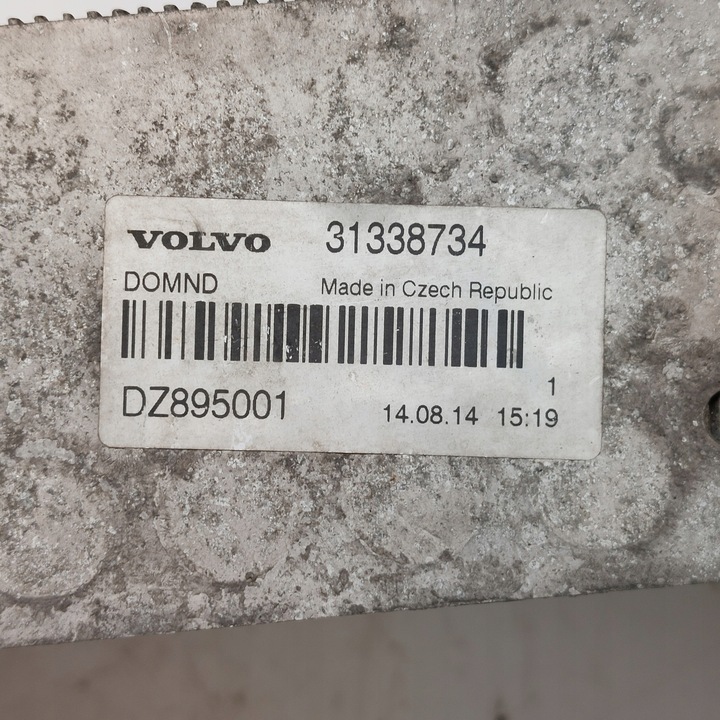 VOLVO 31338734
DOMND Made in Czech Republic
1
DZ895001 14.08.14 15:19